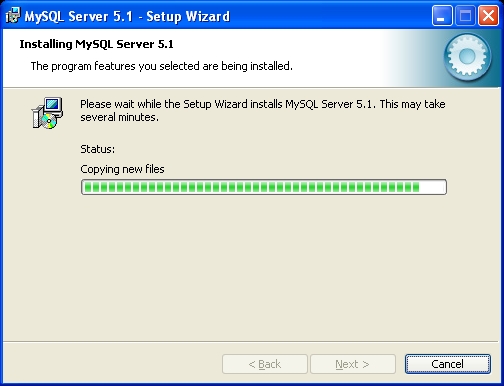 MySQL Server 5.1 - Setup Wizard
Installing MySQL Server 5.1
The program features you selected are being installed.
Please wait while the Setup Wizard installs MySQL Server 5.1. This may take
several minutes.
Status:
Copying new files
< Back Next > Cancel